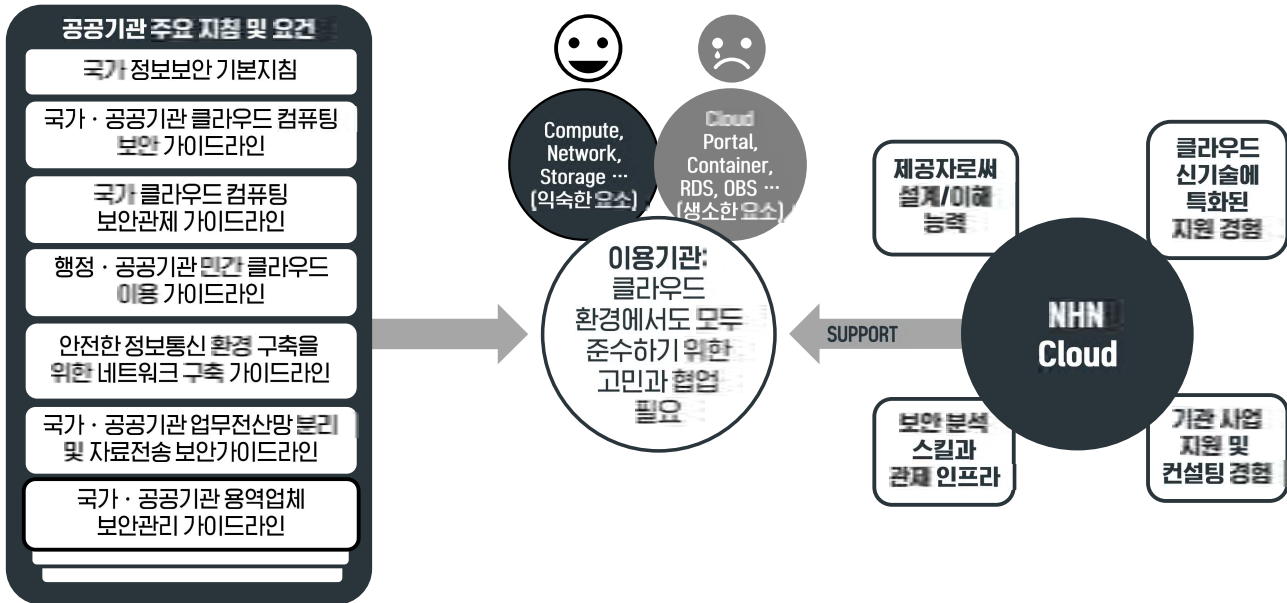 공공기관 주요 지침 및 요건
국가 정보보안 기본지침
국가 · 공공기관 클라우드 컴퓨팅
보안 가이드라인
국가 클라우드 컴퓨팅
보안관제 가이드라인
행정 · 공공기관 민간 클라우드
이용 가이드라인
안전한 정보통신 환경 구축을
위한 네트워크 구축 가이드라인
국가 · 공공기관 업무전산망 분리
및 자료전송 보안가이드라인
국가 · 공공기관 용역업체
보안관리 가이드라인
Compute,
Network,
Storage ···
(익숙한 요소)
Cloud
Portal,
Container,
RDS, OBS ···
(생소한 요소)
이용기관:
클라우드
환경에서도 모두
준수하기 위한
고민과 협업
필요
SUPPORT
제공자로써
설계/이해
능력
클라우드
신기술에
특화된
지원 경험
NHN
Cloud
보안 분석
스킬과
관제 인프라
기관 사업
지원 및
컨설팅 경험